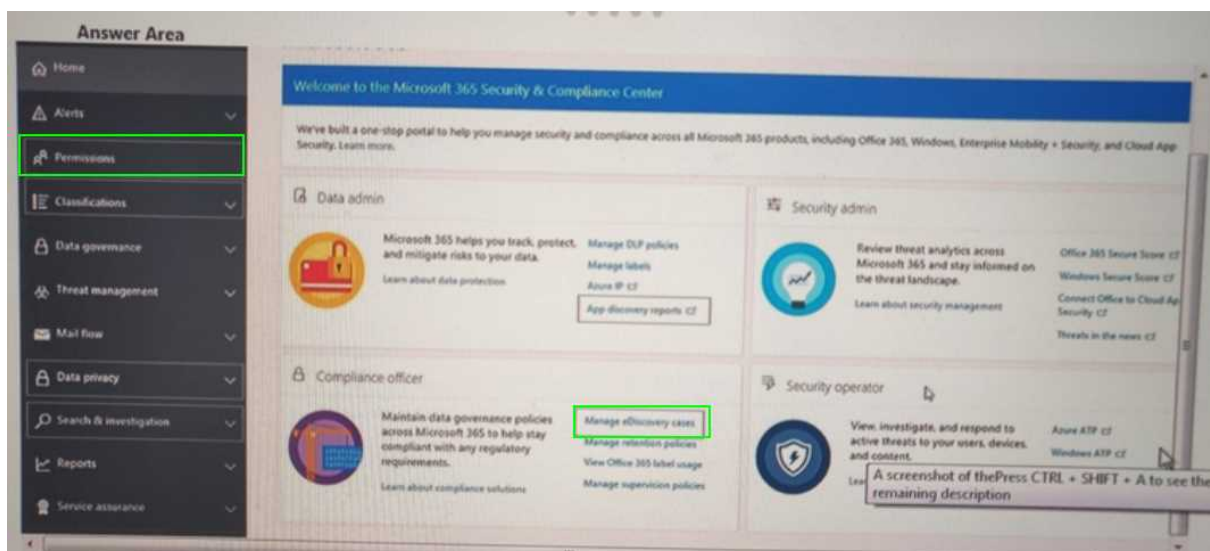 Answer Area
Home
Alerts
Permissions
Classifications
Data governance
Threat management
Mail flow
Data privacy
Search & investigation
Reports
Service assurance
Welcome to the Microsoft 365 Security & Compliance Center
We've built a one-stop portal to help you manage security and compliance across all Microsoft 365 products, including Office 365, Windows, Enterprise Mobility + Security, and Cloud App
Security. Learn more.
Data admin
Microsoft 365 helps you track, protect,
and mitigate risks to your data.
Learn about data protection
Manage DLP policies
Manage labels
Azure IP
App discovery reports
Security admin
Review threat analytics across
Microsoft 365 and stay informed on
the threat landscape.
Learn about security management
Office 365 Secure Score
Windows Secure Score
Connect Office to Cloud Ap
Security
Threats in the news
Compliance officer
Maintain data governance policies
across Microsoft 365 to help stay
compliant with any regulatory
requirements.
Learn about compliance solutions
Manage eDiscovery cases
Manage retention policies
View Office 365 label usage
Manage supervision policies
Security operator
View, investigate, and respond to
active threats to your users, devices,
and content.
Lea
Azure ATP
Windows ATP
A screenshot of thePress CTRL + SHIFT + A to see the
remaining description